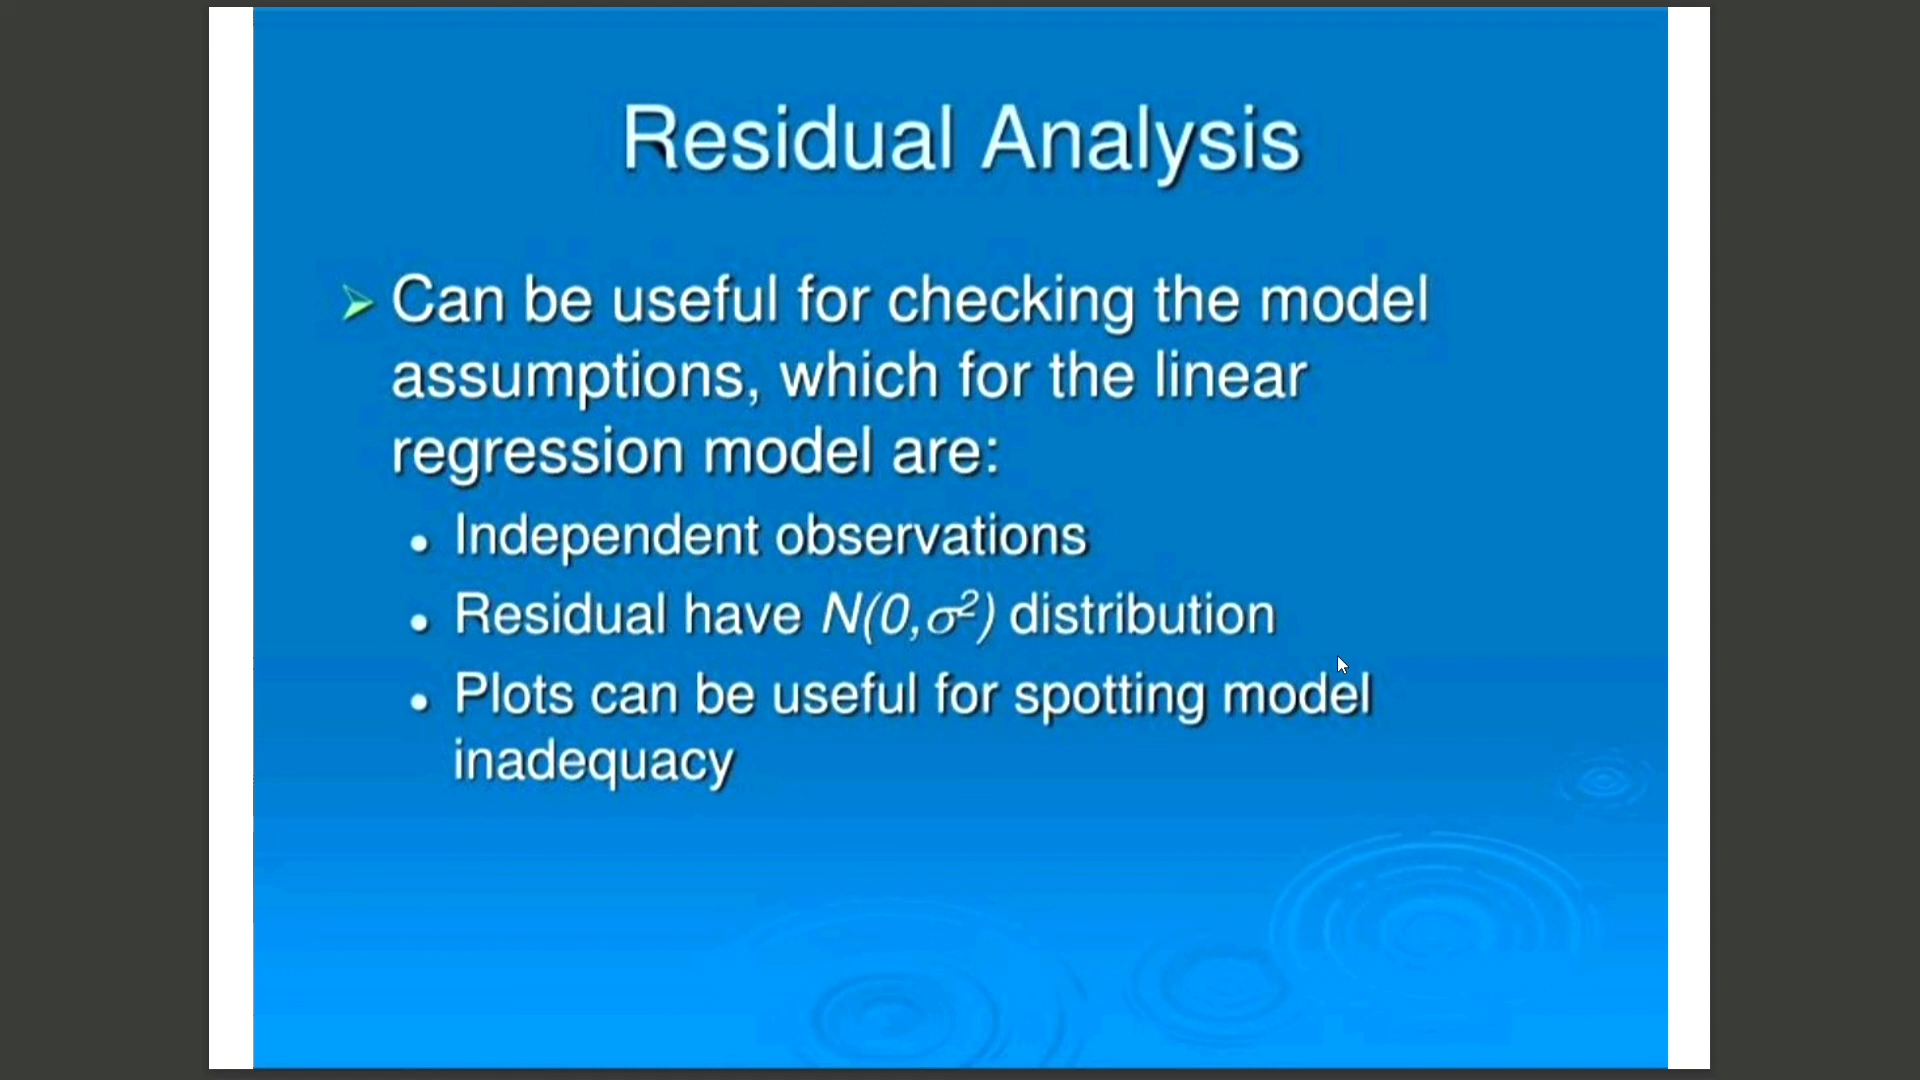 Residual Analysis
Can be useful for checking the model
assumptions, which for the linear
regression model are:
Independent observations
Residual have N(0,σ²) distribution
Plots can be useful for spotting model
inadequacy